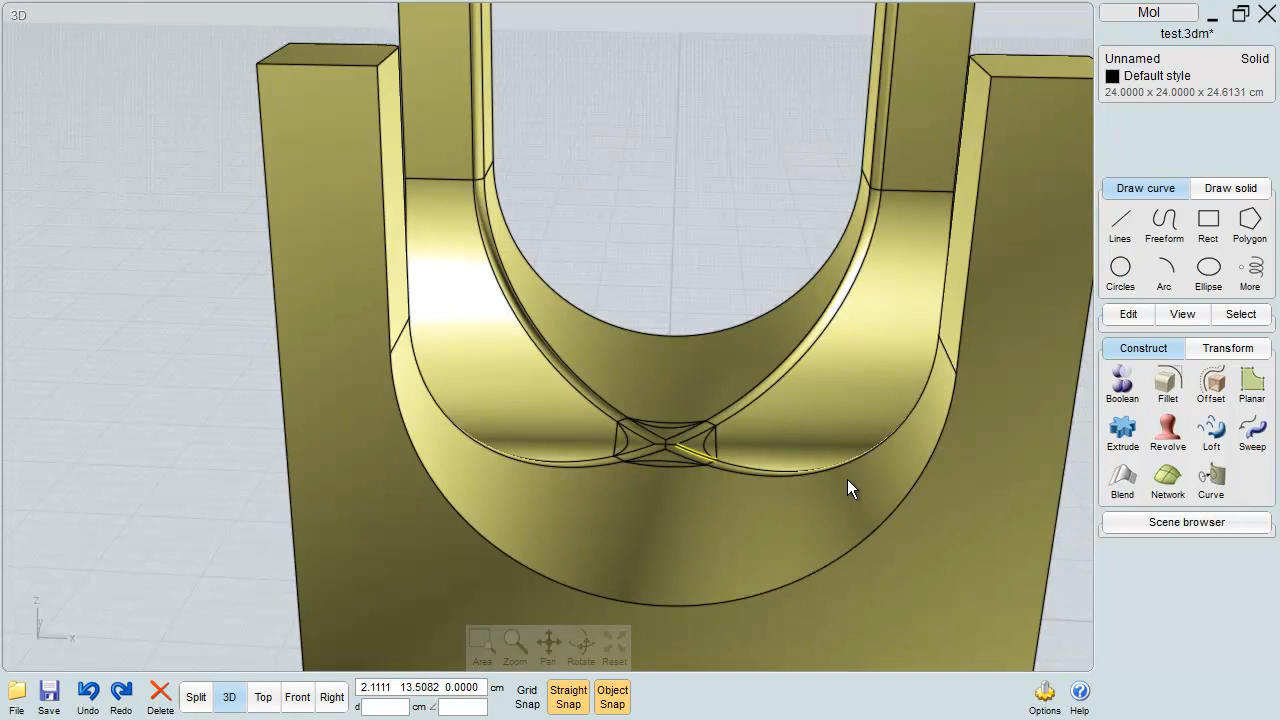 3D
MoI
test.3dm*
Unnamed Solid
Default style
24.0000 x 24.0000 x 24.6131 cm
Draw curve Draw solid
Lines Freeform Rect Polygon
Circles Arc Ellipse More
Edit View Select
Construct Transform
Boolean Fillet Offset Planar
Extrude Revolve Loft Sweep
Blend Network Curve
Scene browser
z
y
x
Area Zoom Pan Rotate Reset
File Save Undo Redo Delete
Split 3D Top Front Right
2.1111 13.5082 0.0000 cm
d cm
Grid Snap
Straight Snap
Object Snap
Options Help